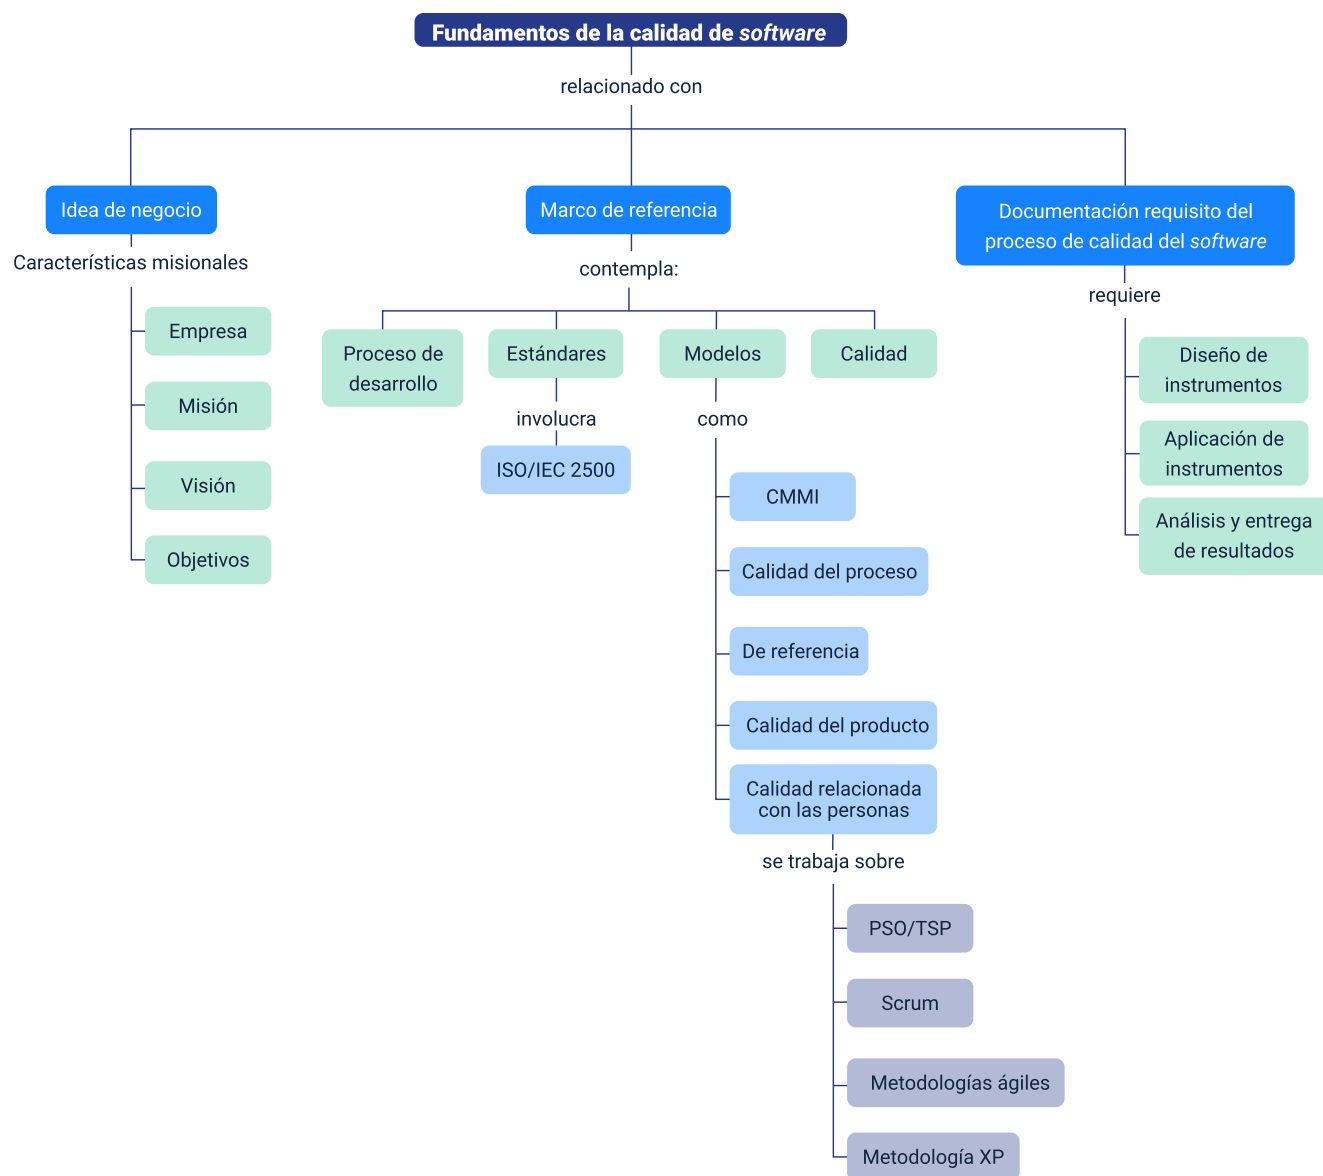 Fundamentos de la calidad de software
relacionado con
Idea de negocio
Características misionales
Empresa
Misión
Visión
Objetivos
Marco de referencia
contempla:
Proceso de
desarrollo
Estándares
involucra
ISO/IEC 2500
Modelos
como
CMMI
Calidad del proceso
De referencia
Calidad del producto
Calidad relacionada
con las personas
se trabaja sobre
PSO/TSP
Scrum
Metodologías ágiles
Metodología XP
Calidad
Documentación requisito del
proceso de calidad del software
requiere
Diseño de
instrumentos
Aplicación de
instrumentos
Análisis y entrega
de resultados